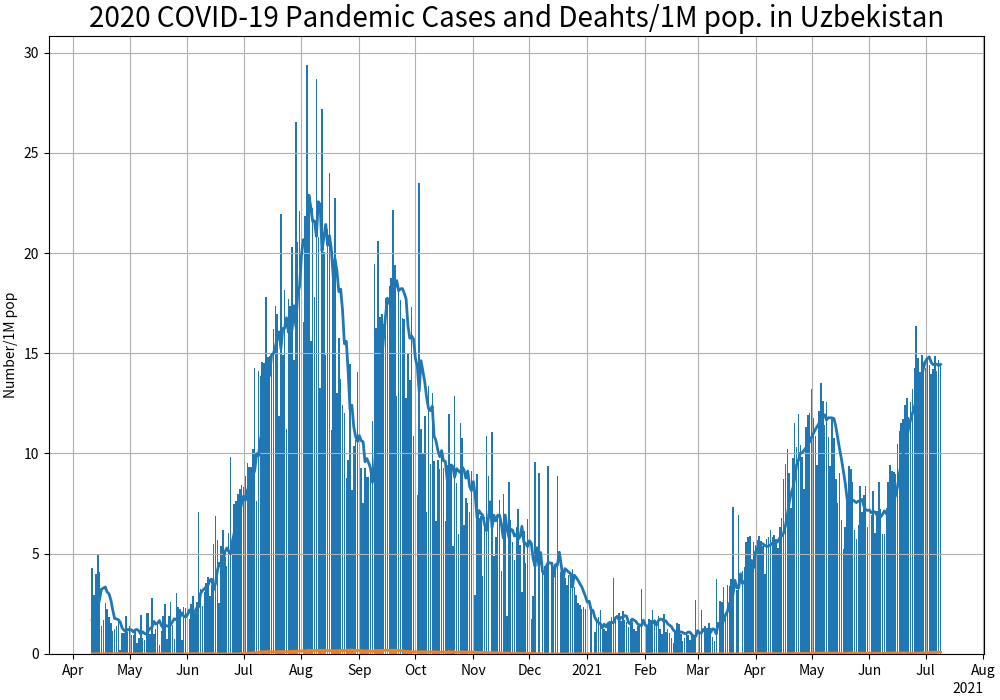 2020 COVID-19 Pandemic Cases and Deahts/1M pop. in Uzbekistan
Number/1M pop
30
25
20
15
10
5
0
Apr May Jun Jul Aug Sep Oct Nov Dec 2021 Feb Mar Apr May Jun Jul Aug
2021